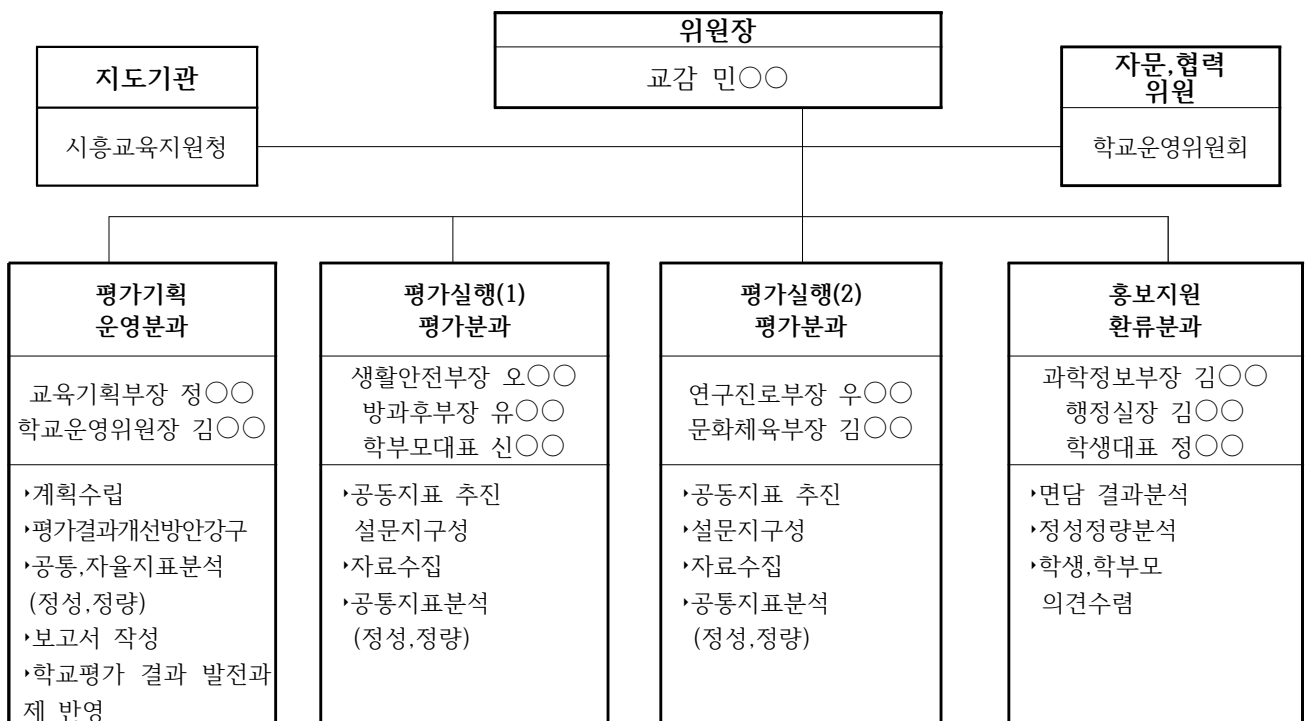 위원장
교감 민○○
지도기관
시흥교육지원청
자문,협력
위원
학교운영위원회
평가기획
운영분과
교육기획부장 정○○
학교운영위원장 김○○
‣계획수립
‣평가결과개선방안강구
‣공통,자율지표분석
(정성,정량)
‣보고서 작성
‣학교평가 결과 발전과
제 반영
평가실행(1)
평가분과
생활안전부장 오○○
방과후부장 유○○
학부모대표 신○○
‣공동지표 추진
설문지구성
‣자료수집
‣공통지표분석
(정성,정량)
평가실행(2)
평가분과
연구진로부장 우○○
문화체육부장 김○○
‣공동지표 추진
‣설문지구성
‣자료수집
‣공통지표분석
(정성,정량)
홍보지원
환류분과
과학정보부장 김○○
행정실장 김○○
학생대표 정○○
‣면담 결과분석
‣정성정량분석
‣학생,학부모
의견수렴